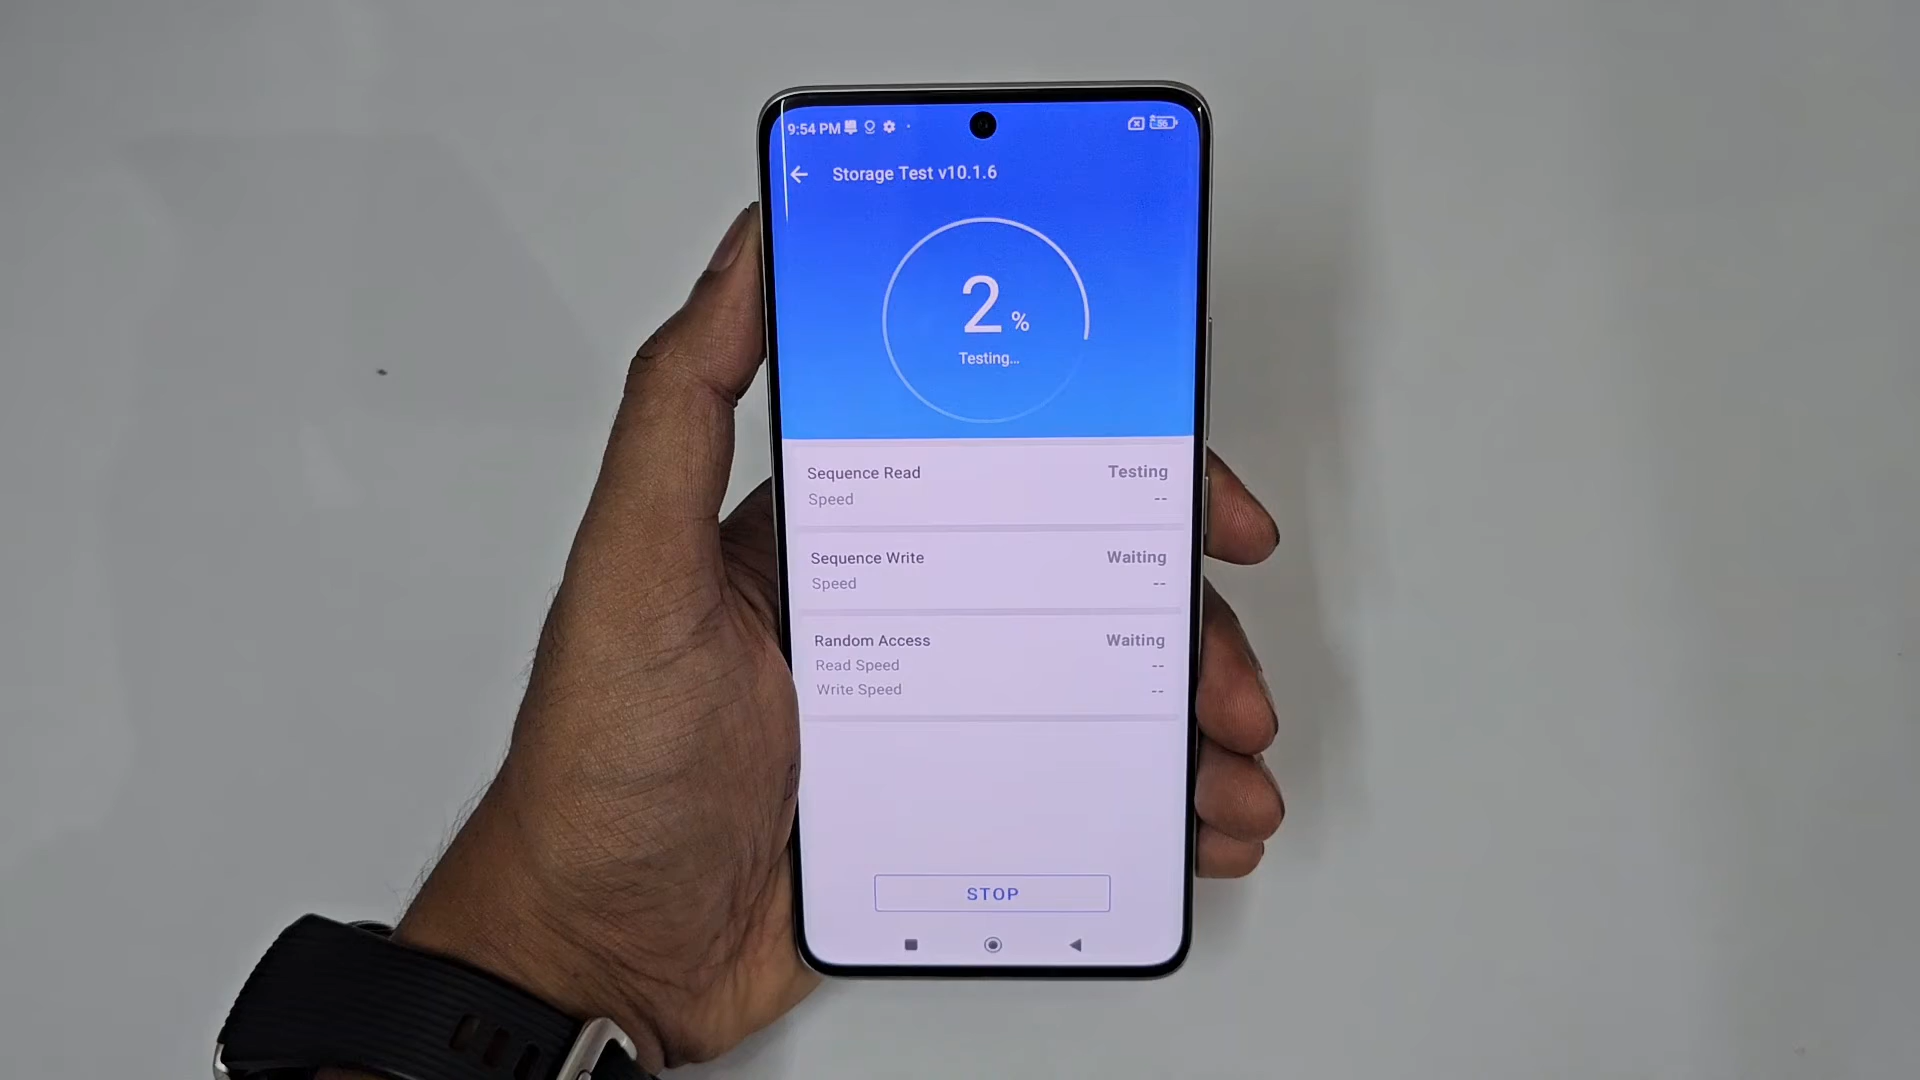 9:54 PM
Storage Test v10.1.6
2 %
Testing...
Sequence Read Testing
Speed --
Sequence Write Waiting
Speed --
Random Access Waiting
Read Speed --
Write Speed --
STOP